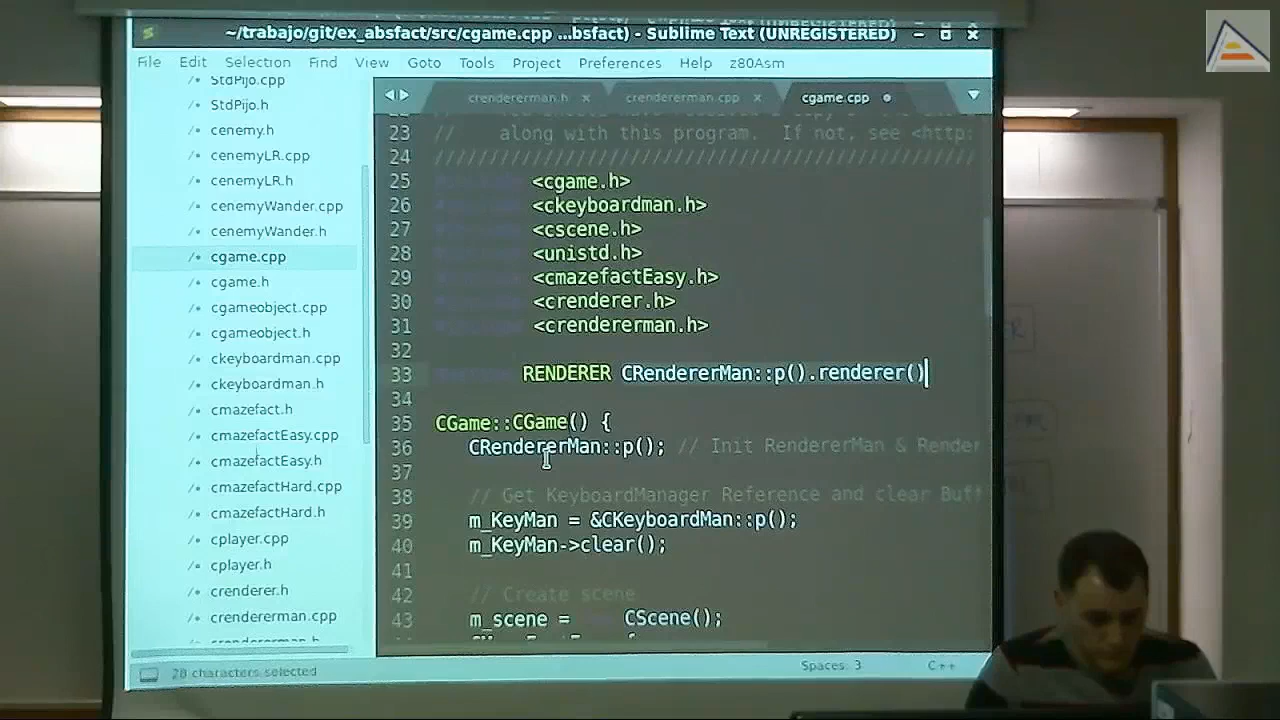 ~/trabajo/git/ex_absfact/src/cgame.cpp ...bsfact) - Sublime Text (UNREGISTERED)
File Edit Selection Find View Goto Tools Project Preferences Help z80Asm
StdPijo.cpp
StdPijo.h
cenemy.h
cenemyLR.cpp
cenemyLR.h
cenemyWander.cpp
cenemyWander.h
cgame.cpp
cgame.h
cgameobject.cpp
cgameobject.h
ckeyboardman.cpp
ckeyboardman.h
cmazefact.h
cmazefactEasy.cpp
cmazefactEasy.h
cmazefactHard.cpp
cmazefactHard.h
cplayer.cpp
cplayer.h
crenderer.h
crendererman.cpp
crendererman.h
crendererman.h crendererman.cpp cgame.cpp
23 // along with this program. If not, see <http:
24 ////////////////////////////////////////////////
25 <cgame.h>
26 <ckeyboardman.h>
27 <cscene.h>
28 <unistd.h>
29 <cmazefactEasy.h>
30 <crenderer.h>
31 <crendererman.h>
32
33 RENDERER CRendererMan::p().renderer()
34
35 CGame::CGame() {
36 CRendererMan::p(); // Init RendererMan & Render
37
38 // Get KeyboardManager Reference and clear Buff
39 m_KeyMan = &CKeyboardMan::p();
40 m_KeyMan->clear();
41
42 // Create scene
43 m_scene = CScene();
28 characters selected
Spaces: 3
C++